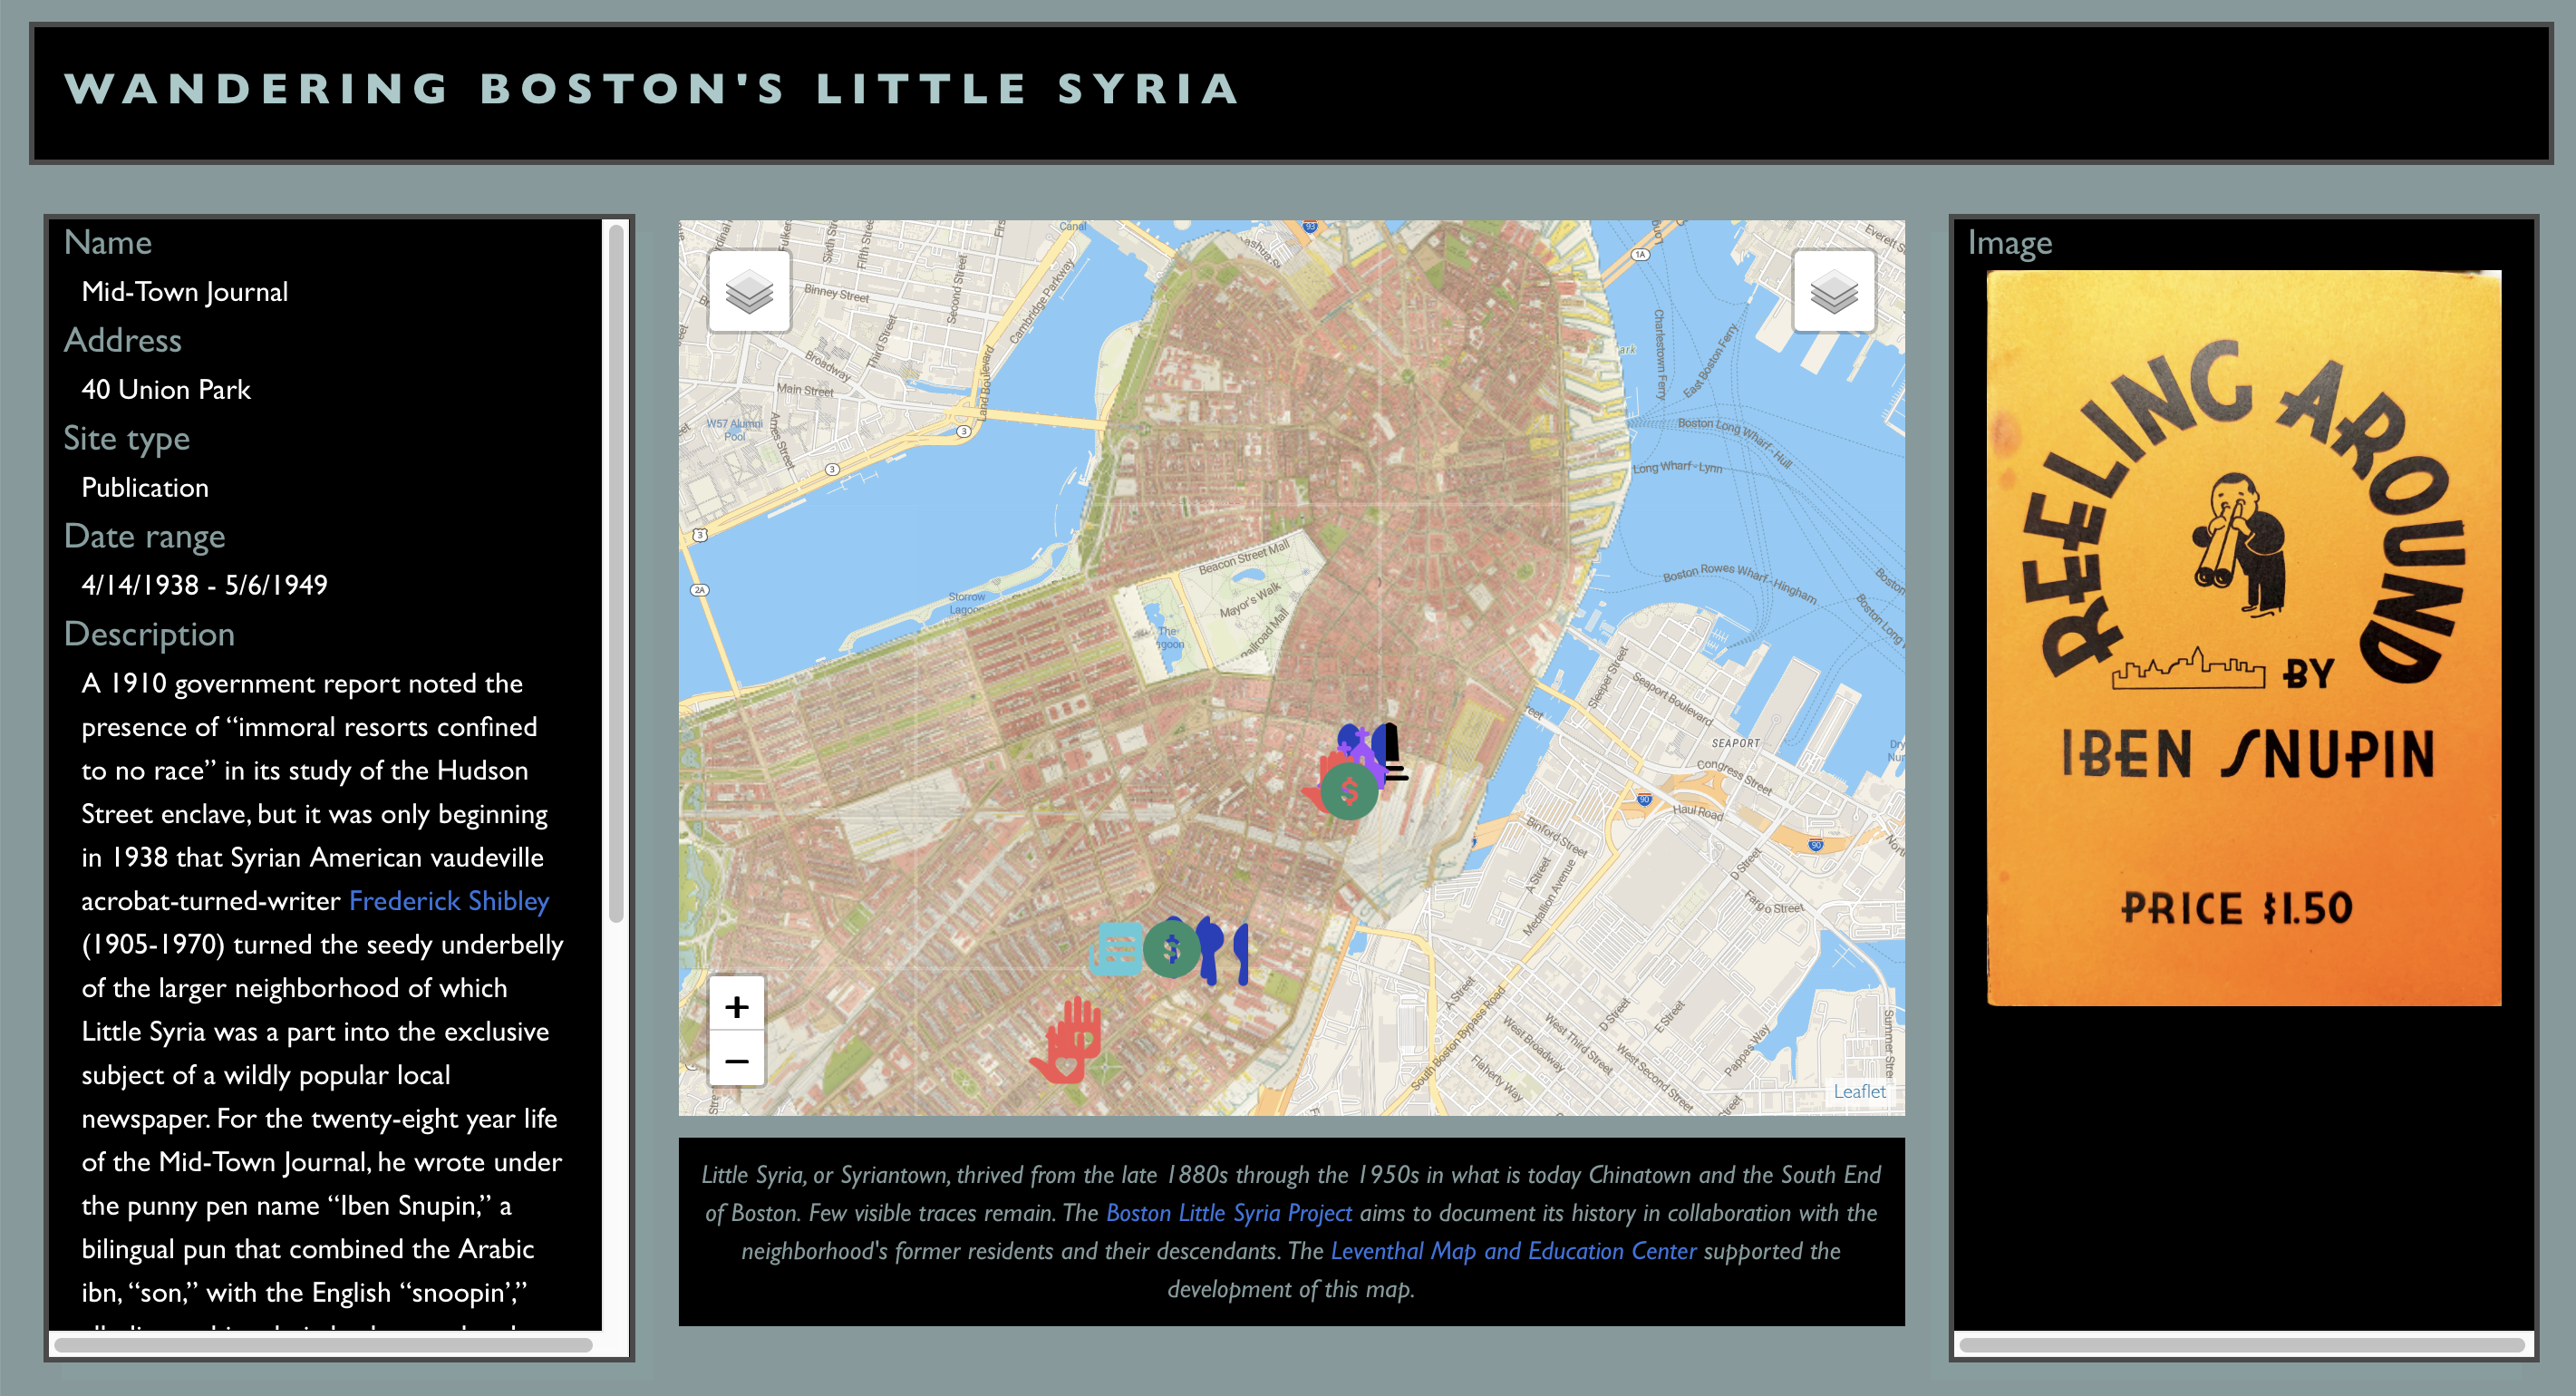 WANDERING BOSTON'S LITTLE SYRIA
Name
Mid-Town Journal
Address
40 Union Park
Site type
Publication
Date range
4/14/1938 - 5/6/1949
Description
A 1910 government report noted the
presence of “immoral resorts confined
to no race” in its study of the Hudson
Street enclave, but it was only beginning
in 1938 that Syrian American vaudeville
acrobat-turned-writer Frederick Shibley
(1905-1970) turned the seedy underbelly
of the larger neighborhood of which
Little Syria was a part into the exclusive
subject of a wildly popular local
newspaper. For the twenty-eight year life
of the Mid-Town Journal, he wrote under
the punny pen name “Iben Snupin,” a
bilingual pun that combined the Arabic
ibn, “son,” with the English “snoopin’,”
Canal
Binney Street
Second Street
Third Street
Fifth Street
Cambridge Parkway
Land Boulevard
Broadway
Main Street
Ames Street
W57 Alumni
Pool
3
3
3
2A
93
1A
Storrow
Lagoon
Beacon Street Mall
Mayor's Walk
Railroad Mall
The
Charlestown Ferry
East Boston Ferry
Boston Long Wharf - Hull
Long Wharf - Lynn
Boston Rowes Wharf - Hingham
Sleeper Street
Seaport Boulevard
SEAPORT
Congress Street
90
Haul Road
90
Binford Street
A Street
Medallion Avenue
D Street
Fargo Street
A Street
South Boston Bypass Road
West Broadway
West Third Street
D Street
E Street
West Second Street
Flaherty Way
Pappas Way
Summer Street
$
$
+
−
Leaflet
Little Syria, or Syriantown, thrived from the late 1880s through the 1950s in what is today Chinatown and the South End
of Boston. Few visible traces remain. The Boston Little Syria Project aims to document its history in collaboration with the
neighborhood's former residents and their descendants. The Leventhal Map and Education Center supported the
development of this map.
Image
REELING AROUND
BY
IBEN SNUPIN
PRICE $1.50